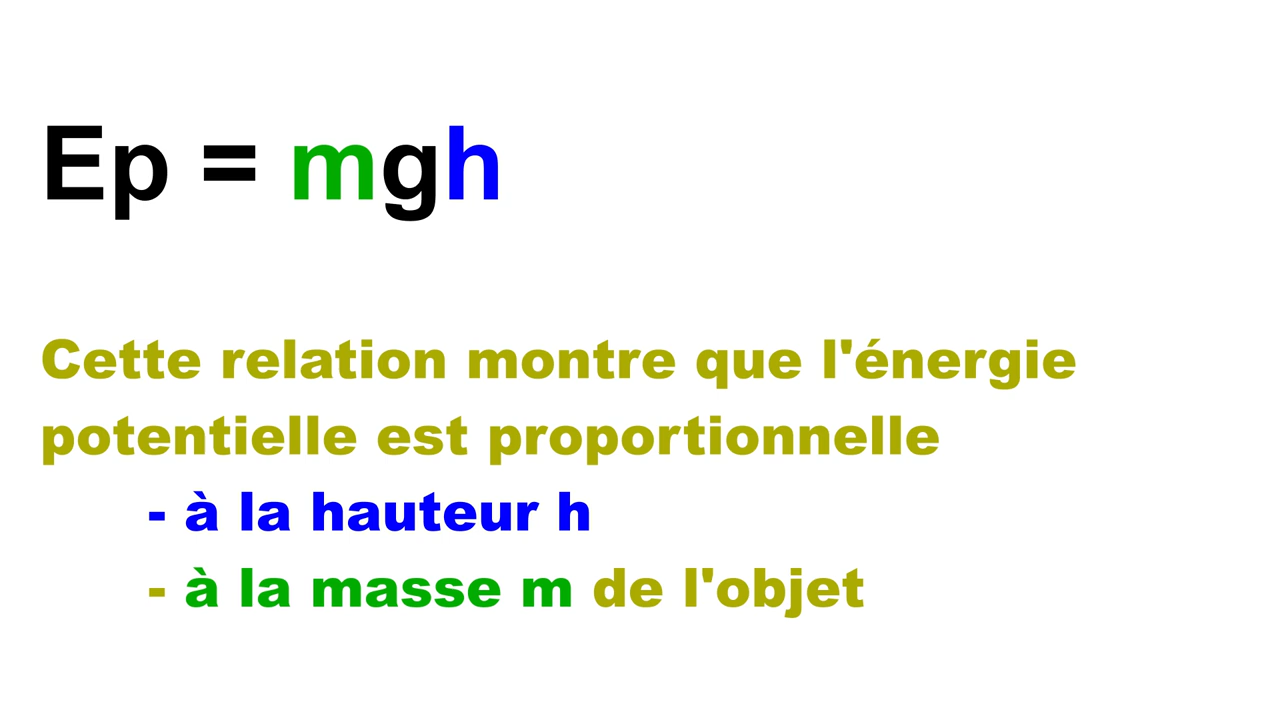 Ep = mgh
Cette relation montre que l'énergie
potentielle est proportionnelle
- à la hauteur h
- à la masse m de l'objet